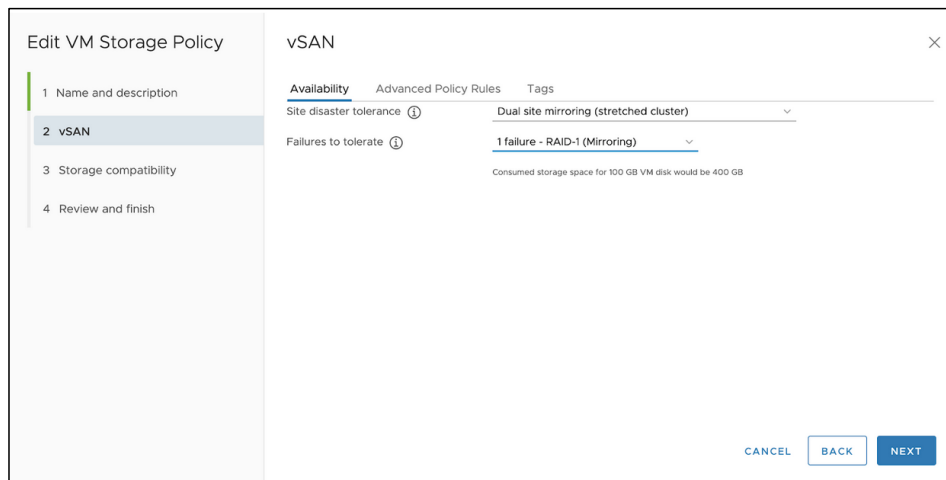 Edit VM Storage Policy
1 Name and description
2 vSAN
3 Storage compatibility
4 Review and finish
vSAN
Availability Advanced Policy Rules Tags
Site disaster tolerance Dual site mirroring (stretched cluster)
Failures to tolerate 1 failure - RAID-1 (Mirroring)
Consumed storage space for 100 GB VM disk would be 400 GB
CANCEL BACK NEXT